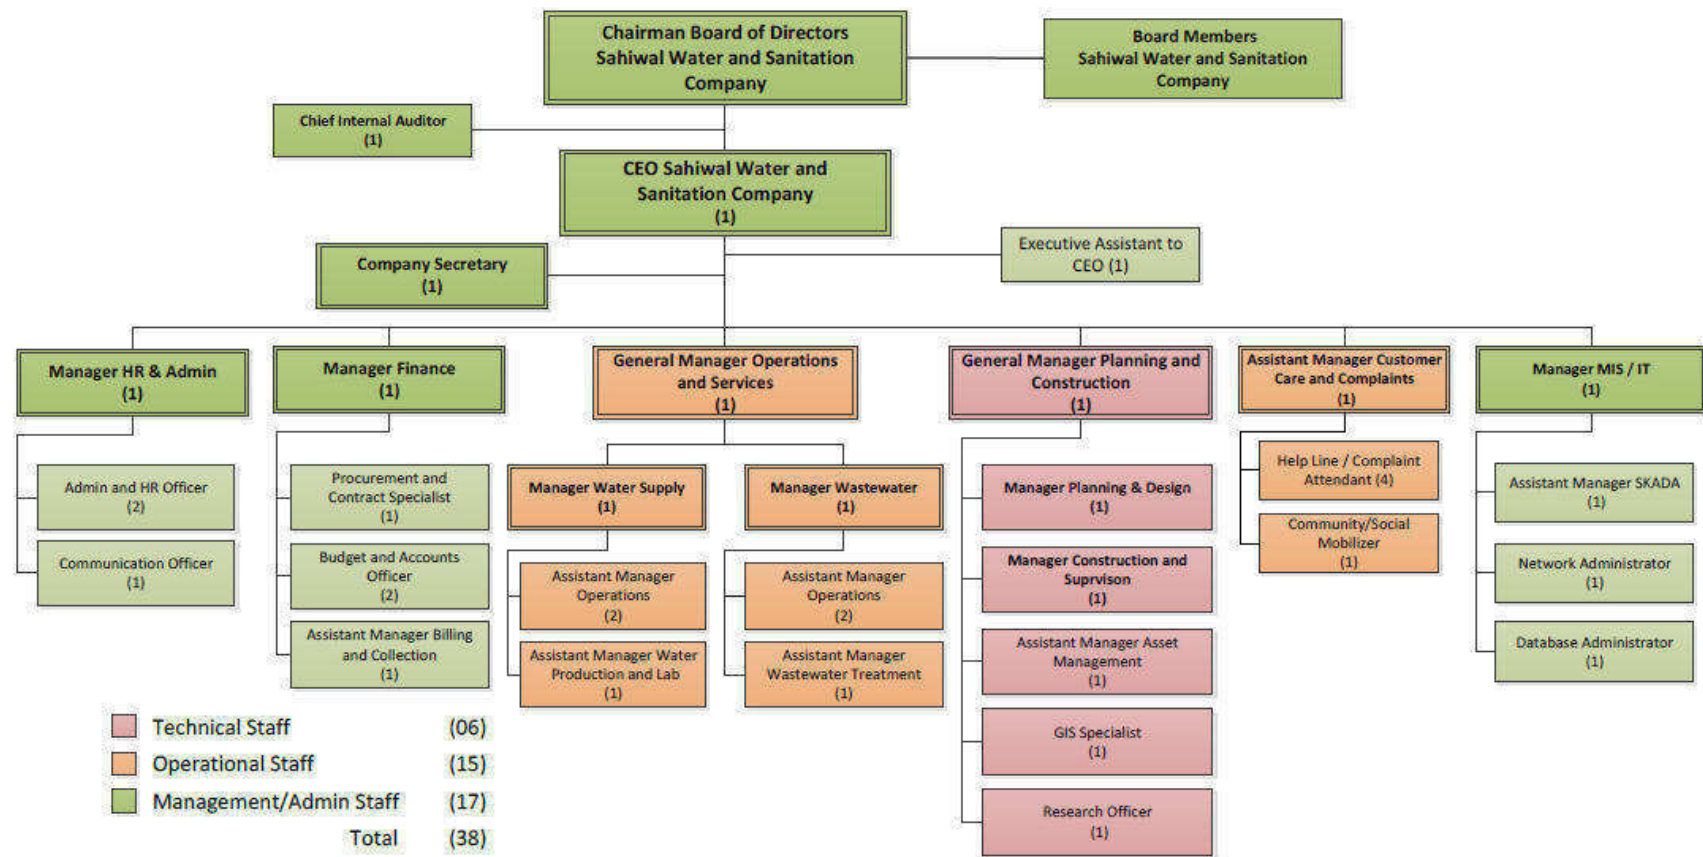 Chairman Board of Directors
Sahiwal Water and Sanitation
Company
Board Members
Sahiwal Water and Sanitation
Company
Chief Internal Auditor
(1)
CEO Sahiwal Water and
Sanitation Company
(1)
Executive Assistant to
CEO (1)
Company Secretary
(1)
Manager HR & Admin
(1)
Manager Finance
(1)
General Manager Operations
and Services
(1)
General Manager Planning and
Construction
(1)
Assistant Manager Customer
Care and Complaints
(1)
Manager MIS / IT
(1)
Admin and HR Officer
(2)
Communication Officer
(1)
Procurement and
Contract Specialist
(1)
Budget and Accounts
Officer
(2)
Assistant Manager Billing
and Collection
(1)
Manager Water Supply
(1)
Assistant Manager
Operations
(2)
Assistant Manager Water
Production and Lab
(1)
Manager Wastewater
(1)
Assistant Manager
Operations
(2)
Assistant Manager
Wastewater Treatment
(1)
Manager Planning & Design
(1)
Manager Construction and
Suprvison
(1)
Assistant Manager Asset
Management
(1)
GIS Specialist
(1)
Research Officer
(1)
Help Line / Complaint
Attendant (4)
Community/Social
Mobilizer
(1)
Assistant Manager SKADA
(1)
Network Administrator
(1)
Database Administrator
(1)
Technical Staff (06)
Operational Staff (15)
Management/Admin Staff (17)
Total (38)